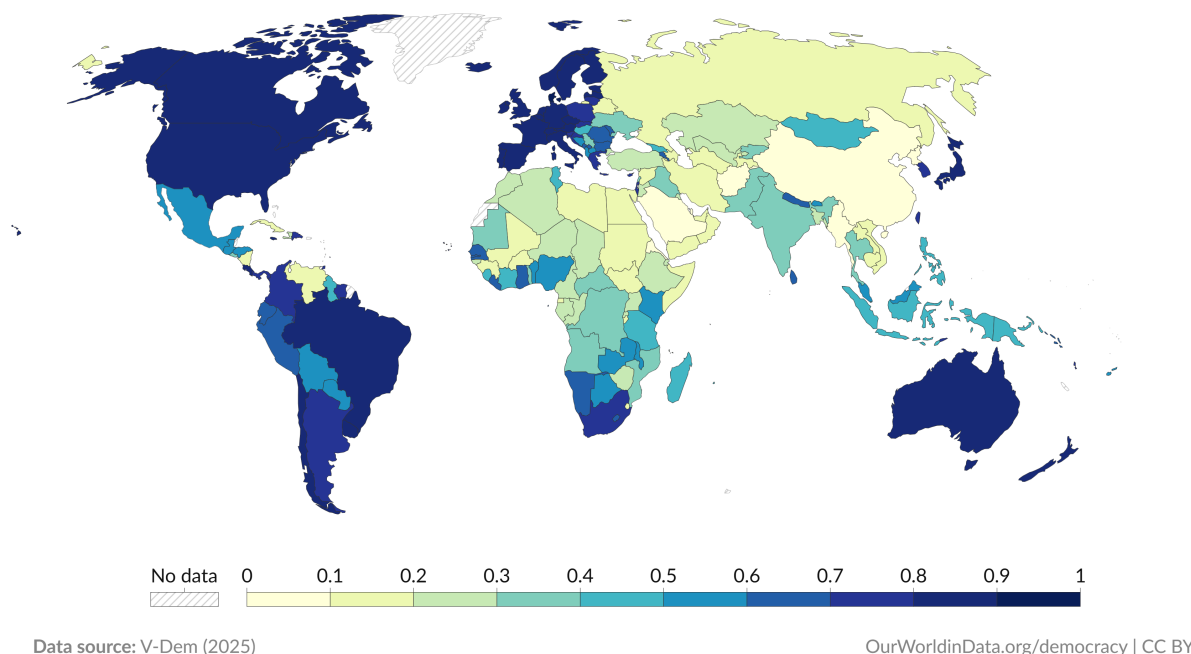 No data 0 0.1 0.2 0.3 0.4 0.5 0.6 0.7 0.8 0.9 1
Data source: V-Dem (2025) OurWorldinData.org/democracy | CC BY